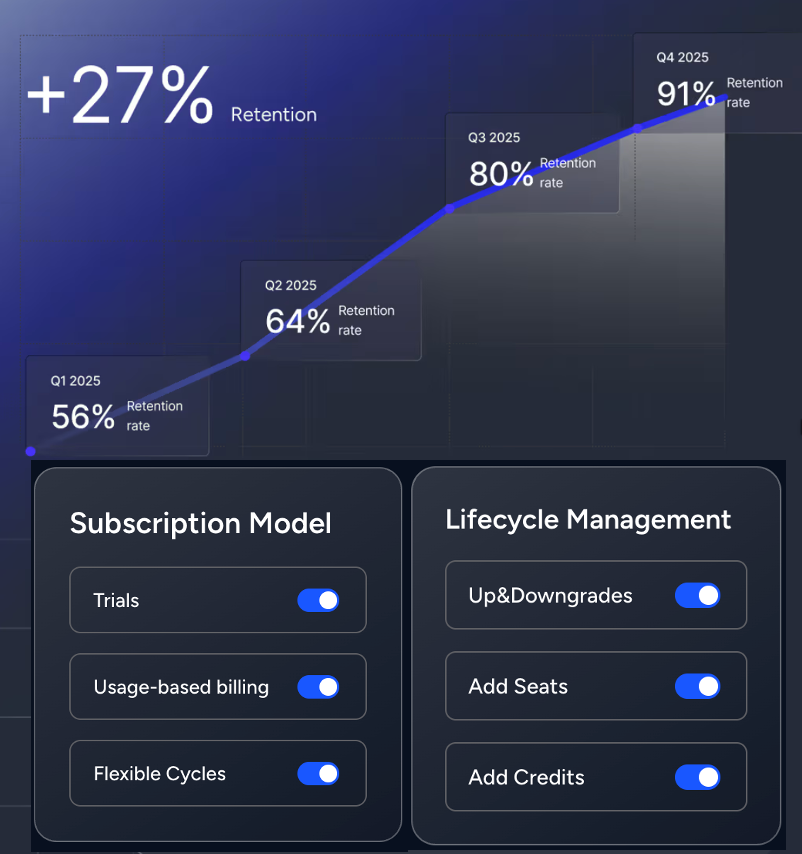 +27% Retention
Q4 2025
91% Retention
rate
Q3 2025
80% Retention
rate
Q2 2025
64% Retention
rate
Q1 2025
56% Retention
rate
Subscription Model
Trials
Usage-based billing
Flexible Cycles
Lifecycle Management
Up&Downgrades
Add Seats
Add Credits